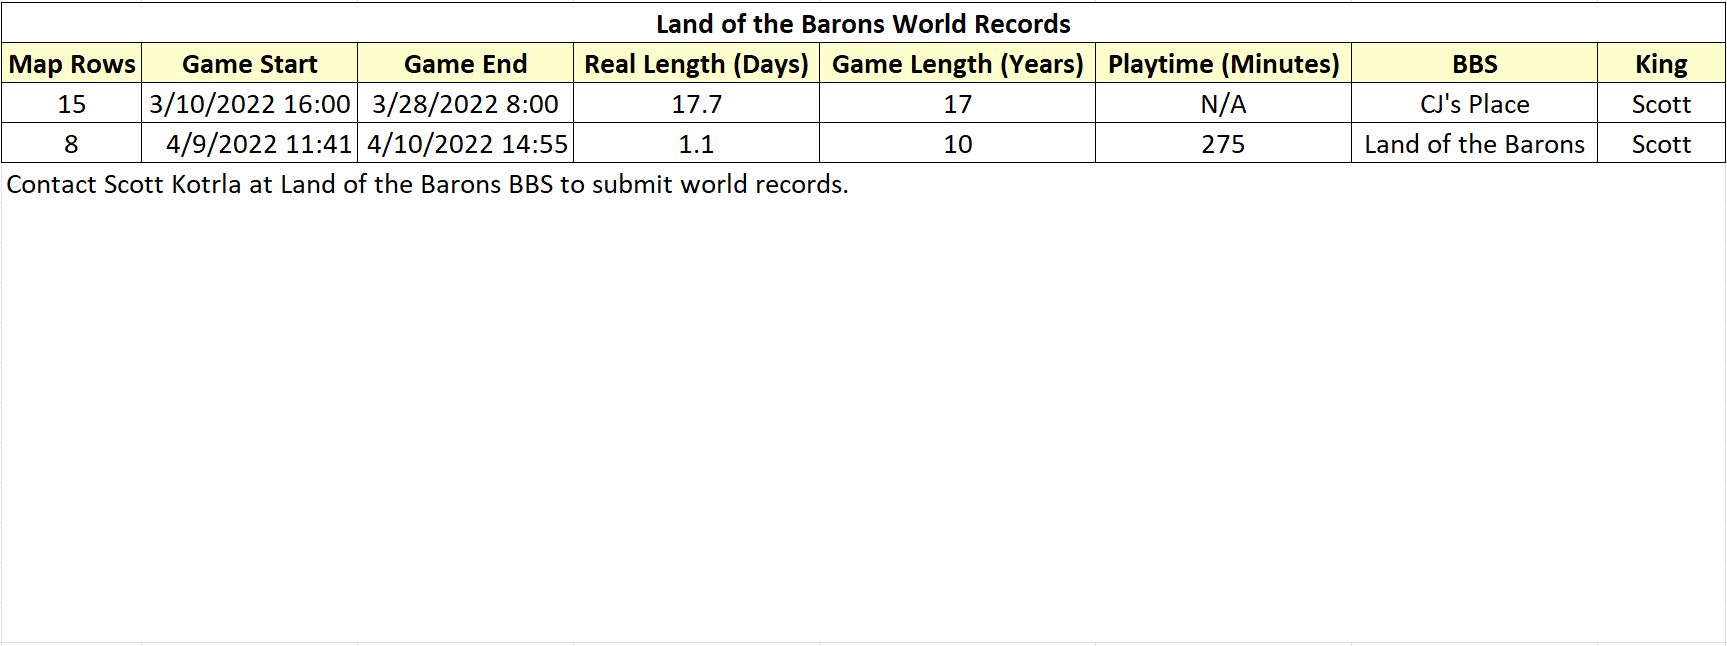 Land of the Barons World Records
Map Rows Game Start Game End Real Length (Days) Game Length (Years) Playtime (Minutes) BBS King
15 3/10/2022 16:00 3/28/2022 8:00 17.7 17 N/A CJ's Place Scott
8 4/9/2022 11:41 4/10/2022 14:55 1.1 10 275 Land of the Barons Scott
Contact Scott Kotrla at Land of the Barons BBS to submit world records.